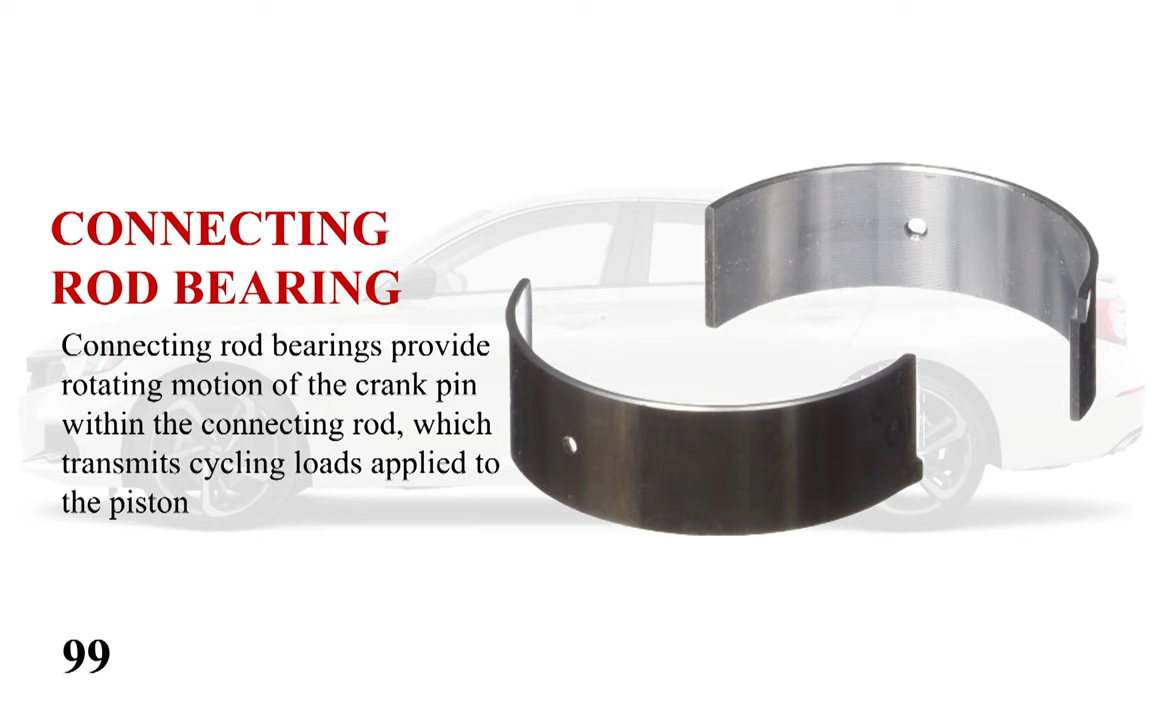 CONNECTING
ROD BEARING
Connecting rod bearings provide
rotating motion of the crank pin
within the connecting rod, which
transmits cycling loads applied to
the piston
99